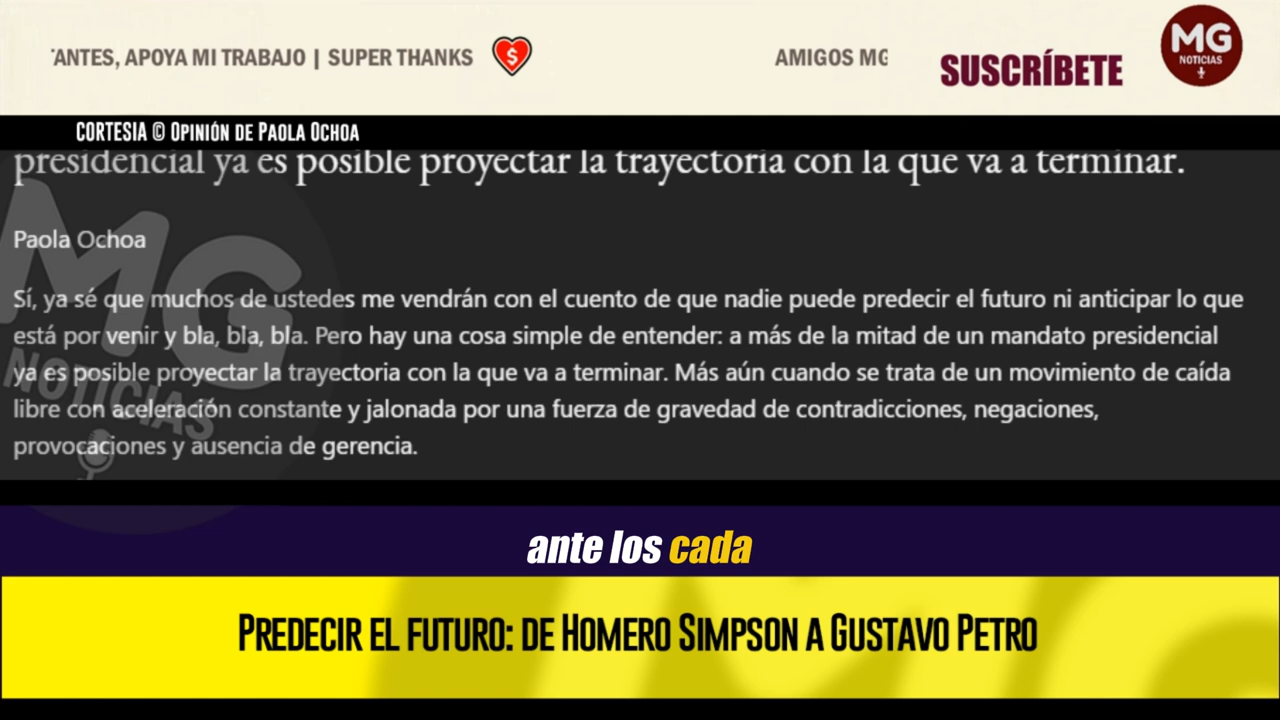 TANTES, APOYA MI TRABAJO | SUPER THANKS
AMIGOS MG
SUSCRÍBETE
MG
NOTICIAS
CORTESIA © OPINIÓN DE PAOLA OCHOA
presidencial ya es posible proyectar la trayectoria con la que va a terminar.
Paola Ochoa
Sí, ya sé que muchos de ustedes me vendrán con el cuento de que nadie puede predecir el futuro ni anticipar lo que
está por venir y bla, bla, bla. Pero hay una cosa simple de entender: a más de la mitad de un mandato presidencial
ya es posible proyectar la trayectoria con la que va a terminar. Más aún cuando se trata de un movimiento de caída
libre con aceleración constante y jalonada por una fuerza de gravedad de contradicciones, negaciones,
provocaciones y ausencia de gerencia.
MG
NOTICIAS
ante los cada
PREDECIR EL FUTURO: DE HOMERO SIMPSON A GUSTAVO PETRO